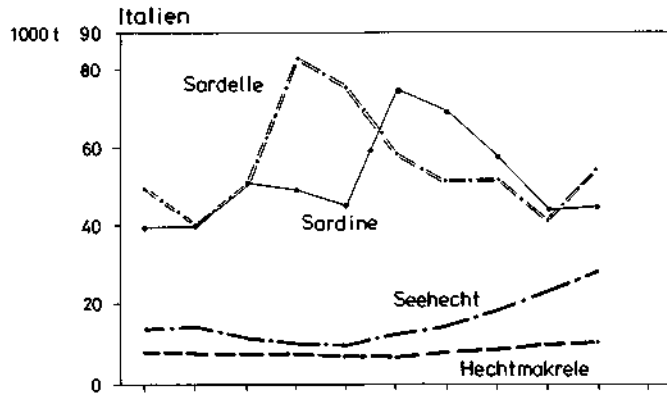 Italien
1000 t 90
80
Sardelle
60
40
Sardine
20
Seehecht
Hechtmakrele
0